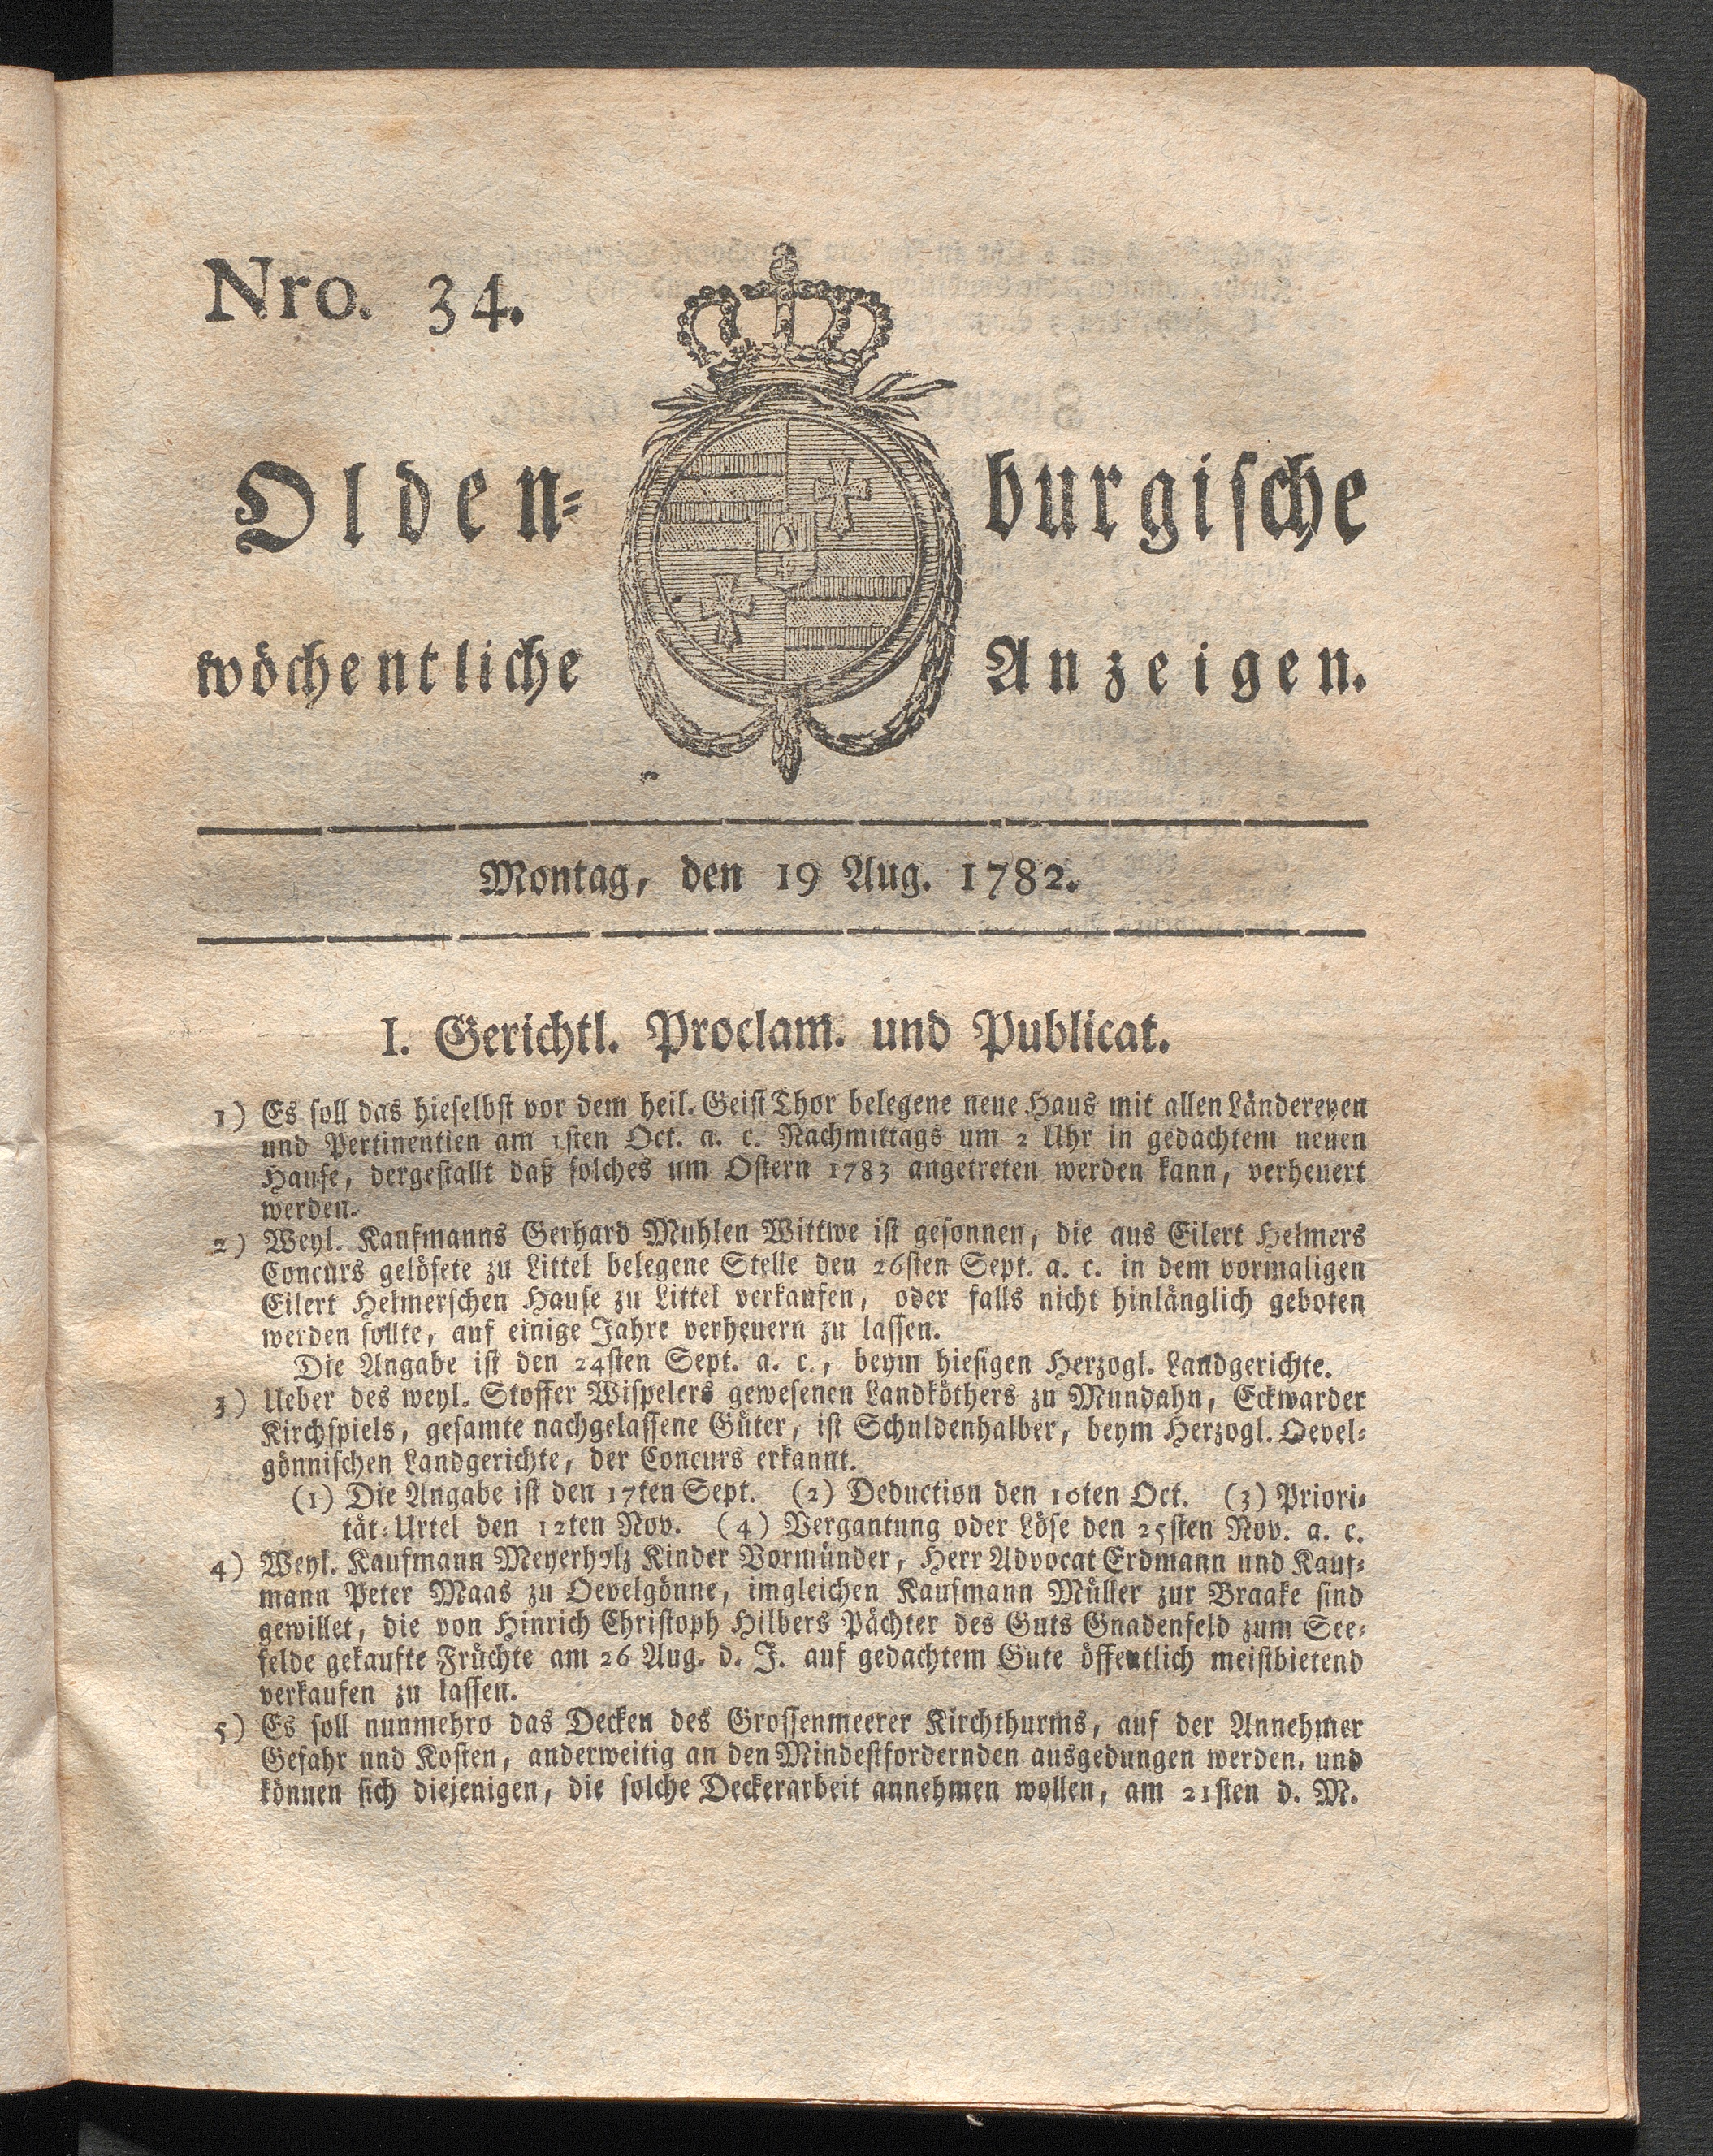 Nro. 34.
Olden- burgische
wöchentliche Anzeigen.
Montag, den 19 Aug. 1782.
I. Gerichtl. Proclam. und Publicat.
1) Es soll das hieselbst vor dem heil. Geist Thor belegene neue Haus mit allen Ländereyen
und Pertinentien am 1sten Oct. a. c. Nachmittags um 2 Uhr in gedachtem neuen
Hause, dergestallt daß solches um Ostern 1783 angetreten werden kann, verheuert
werden.
2) Weyl. Kaufmanns Gerhard Muhlen Wittwe ist gesonnen, die aus Eilert Helmers
Concurs gelösete zu Littel belegene Stelle den 26sten Sept. a. c. in dem vormaligen
Eilert Helmerschen Hause zu Littel verkaufen, oder falls nicht hinlänglich geboten
werden sollte, auf einige Jahre verheuern zu lassen.
Die Angabe ist den 24sten Sept. a. c., beym hiesigen Herzogl. Landgerichte.
3) Ueber des weyl. Stoffer Wispelers gewesenen Landköthers zu Mundahn, Eckwarder
Kirchspiels, gesamte nachgelassene Güter, ist Schuldenhalber, beym Herzogl. Oevel-
gönnischen Landgerichte, der Concurs erkannt.
(1) Die Angabe ist den 17ten Sept. (2) Deduction den 10ten Oct. (3) Priori-
tät-Urtel den 12ten Nov. (4) Vergantung oder Löse den 25sten Nov. a. c.
4) Weyl. Kaufmann Meyerholz Kinder Vormünder, Herr Advocat Erdmann und Kauf-
mann Peter Maas zu Oevelgönne, imgleichen Kaufmann Müller zur Braake sind
gewillet, die von Hinrich Christoph Hilbers Pächter des Guts Gnadenfeld zum See-
felde gekaufte Früchte am 26 Aug. d. J. auf gedachtem Gute öffentlich meistbietend
verkaufen zu lassen.
5) Es soll nunmehro das Decken des Grossenmeerer Kirchthurms, auf der Annehmer
Gefahr und Kosten, anderweitig an den Mindestfordernden ausgedungen werden, und
können sich diejenigen, die solche Deckerarbeit annehmen wollen, am 21sten d. M.